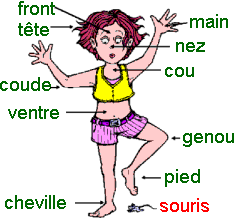 front
tête
main
nez
cou
coude
ventre
genou
pied
cheville
souris